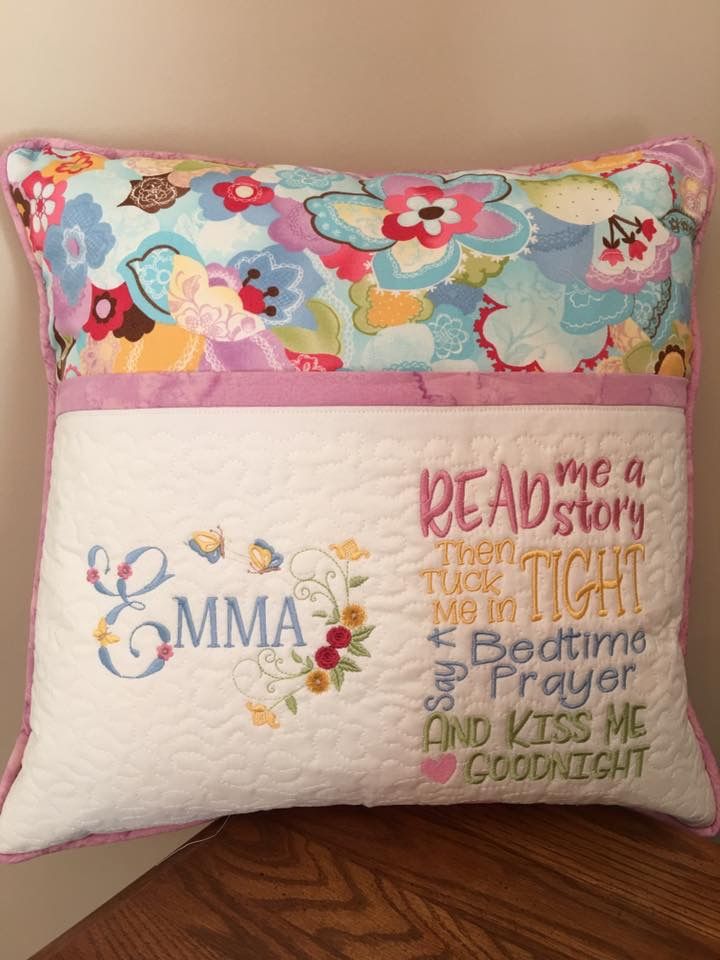 EMMA
READ me a story
Then Tuck Me in TIGHT
Say A Bedtime Prayer
AND KISS ME
GOODNIGHT